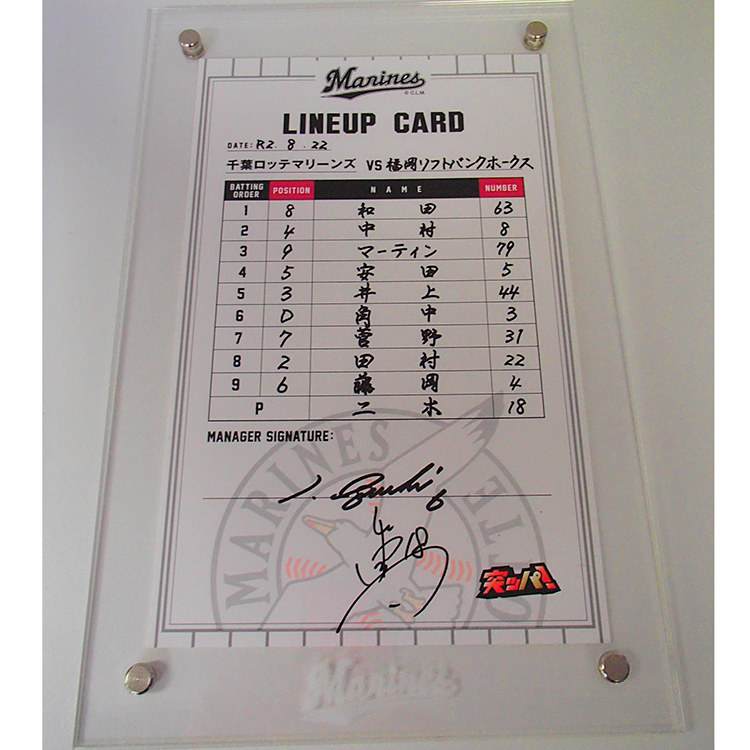 Marines
© C.L.M.
LINEUP CARD
DATE: R2. 8. 22
千葉ロッテマリーンズ VS 福岡ソフトバンクホークス
BATTING ORDER POSITION NAME NUMBER
1 8 和田 63
2 4 中村 8
3 9 マーティン 79
4 5 安田 5
5 3 井上 44
6 D 角中 3
7 7 菅野 31
8 2 田村 22
9 6 藤岡 4
P 二木 18
MANAGER SIGNATURE:
6
18
MARINES
突ッパ!
Marines